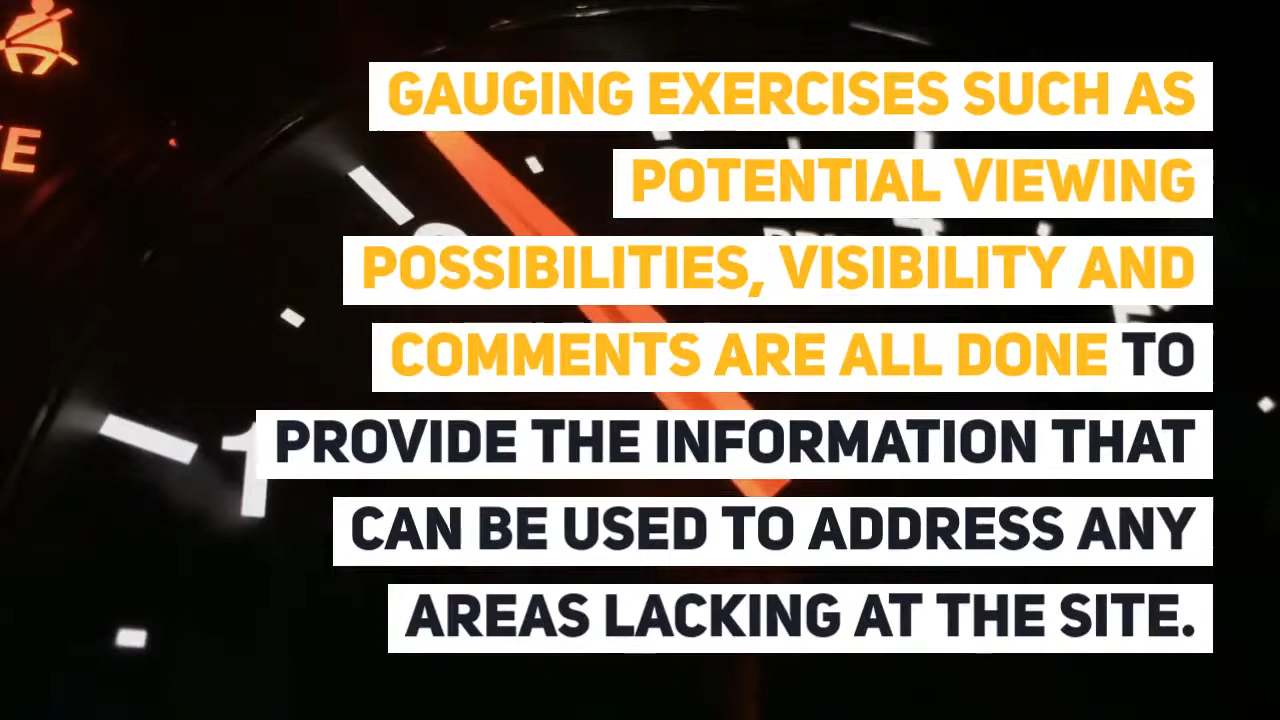 GAUGING EXERCISES SUCH AS
POTENTIAL VIEWING
POSSIBILITIES, VISIBILITY AND
COMMENTS ARE ALL DONE TO
PROVIDE THE INFORMATION THAT
CAN BE USED TO ADDRESS ANY
AREAS LACKING AT THE SITE.
1